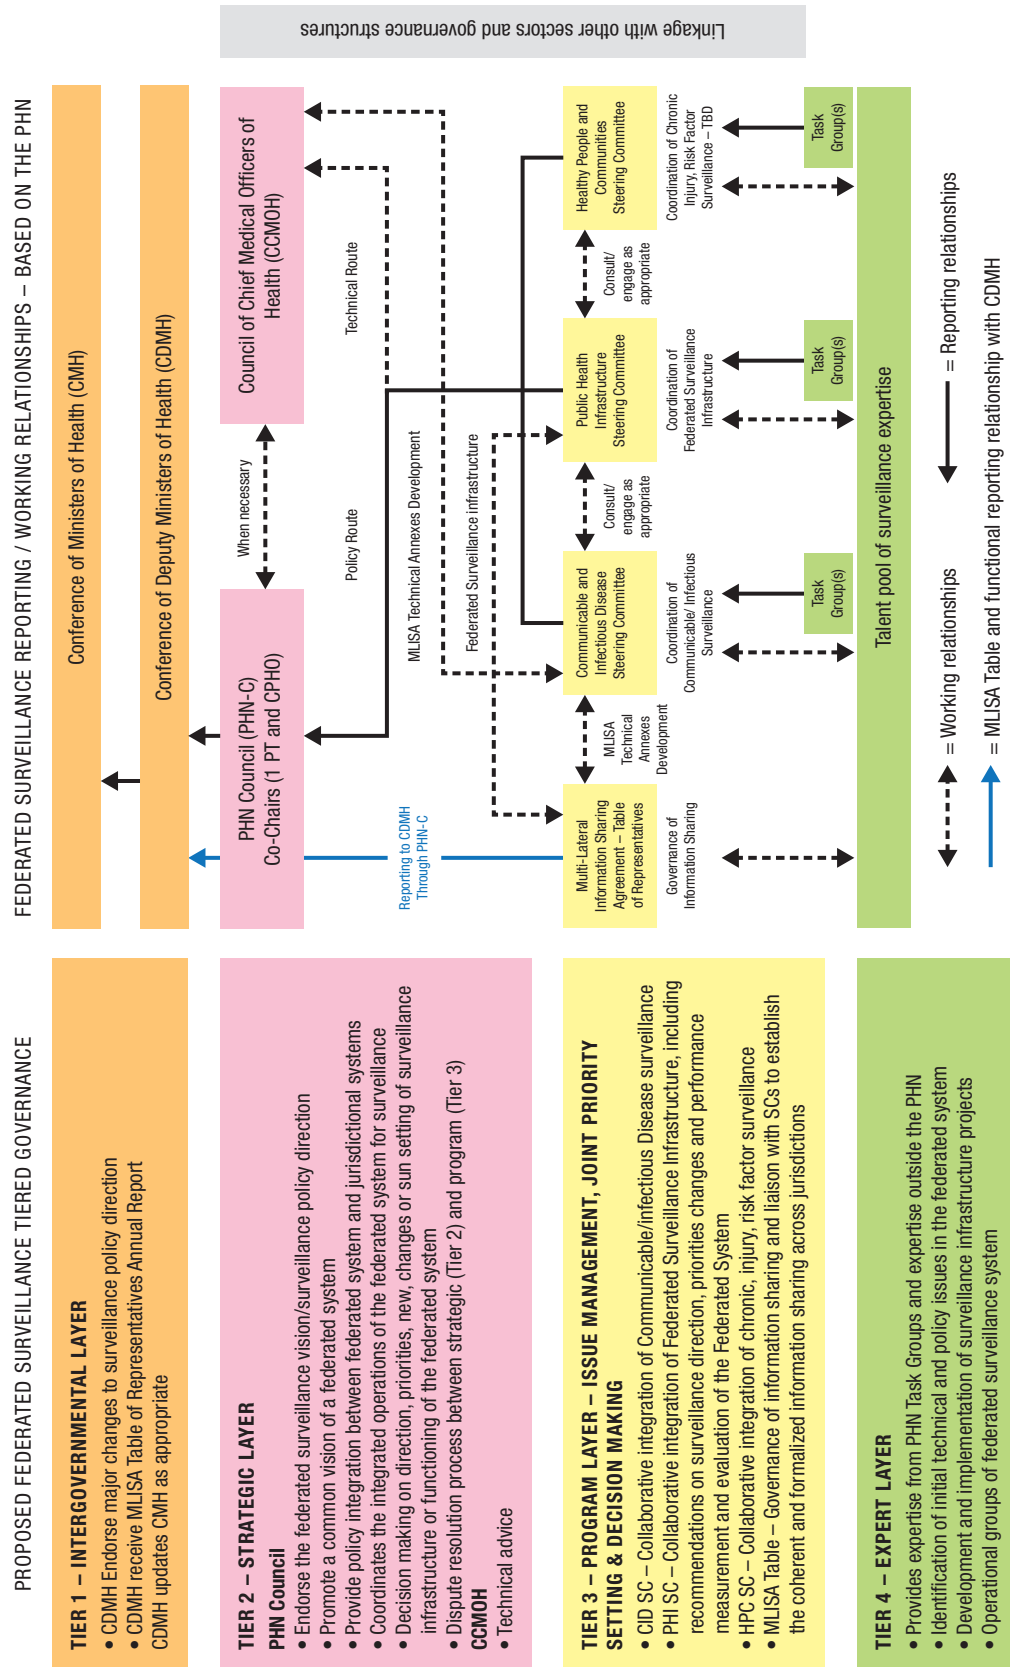 PROPOSED FEDERATED SURVEILLANCE TIERED GOVERNANCE
TIER 1 – INTERGOVERNMENTAL LAYER
• CDMH Endorse major changes to surveillance policy direction
• CDMH receive MLISA Table of Representatives Annual Report
CDMH updates CMH as appropriate
TIER 2 – STRATEGIC LAYER
PHN Council
• Endorse the federated surveillance vision/surveillance policy direction
• Promote a common vision of a federated system
• Provide policy integration between federated system and jurisdictional systems
• Coordinates the integrated operations of the federated system for surveillance
• Decision making on direction, priorities, new, changes or sun setting of surveillance
infrastructure or functioning of the federated system
• Dispute resolution process between strategic (Tier 2) and program (Tier 3)
CCMOH
• Technical advice
TIER 3 – PROGRAM LAYER – ISSUE MANAGEMENT, JOINT PRIORITY
SETTING & DECISION MAKING
• CID SC – Collaborative integration of Communicable/infectious Disease surveillance
• PHI SC – Collaborative integration of Federated Surveillance Infrastructure, including
recommendations on surveillance direction, priorities changes and performance
measurement and evaluation of the Federated System
• HPC SC – Collaborative integration of chronic, injury, risk factor surveillance
• MLISA Table – Governance of information sharing and liaison with SCs to establish
the coherent and formalized information sharing across jurisdictions
TIER 4 – EXPERT LAYER
• Provides expertise from PHN Task Groups and expertise outside the PHN
• Identification of initial technical and policy issues in the federated system
• Development and implementation of surveillance infrastructure projects
• Operational groups of federated surveillance system
FEDERATED SURVEILLANCE REPORTING / WORKING RELATIONSHIPS – BASED ON THE PHN
Conference of Ministers of Health (CMH)
Conference of Deputy Ministers of Health (CDMH)
PHN Council (PHN-C)
Co-Chairs (1 PT and CPHO)
When necessary
Council of Chief Medical Officers of
Health (CCMOH)
Reporting to CDMH
Through PHN-C
Policy Route
Technical Route
MLISA Technical Annexes Development
Federated Surveillance infrastructure
Multi-Lateral
Information Sharing
Agreement – Table
of Representatives
MLISA
Technical
Annexes
Development
Communicable and
Infectious Disease
Steering Committee
Consult/
engage as
appropriate
Public Health
Infrastructure
Steering Committee
Consult/
engage as
appropriate
Healthy People and
Communities
Steering Committee
Governance of
Information Sharing
Coordination of
Communicable/ Infectious
Surveillance
Coordination of
Federated Surveillance
Infrastructure
Coordination of Chronic
Injury, Risk Factor
Surveillance – TBD
Task
Group(s)
Task
Group(s)
Task
Group(s)
Talent pool of surveillance expertise
= Working relationships
= Reporting relationships
= MLISA Table and functional reporting relationship with CDMH
Linkage with other sectors and governance structures